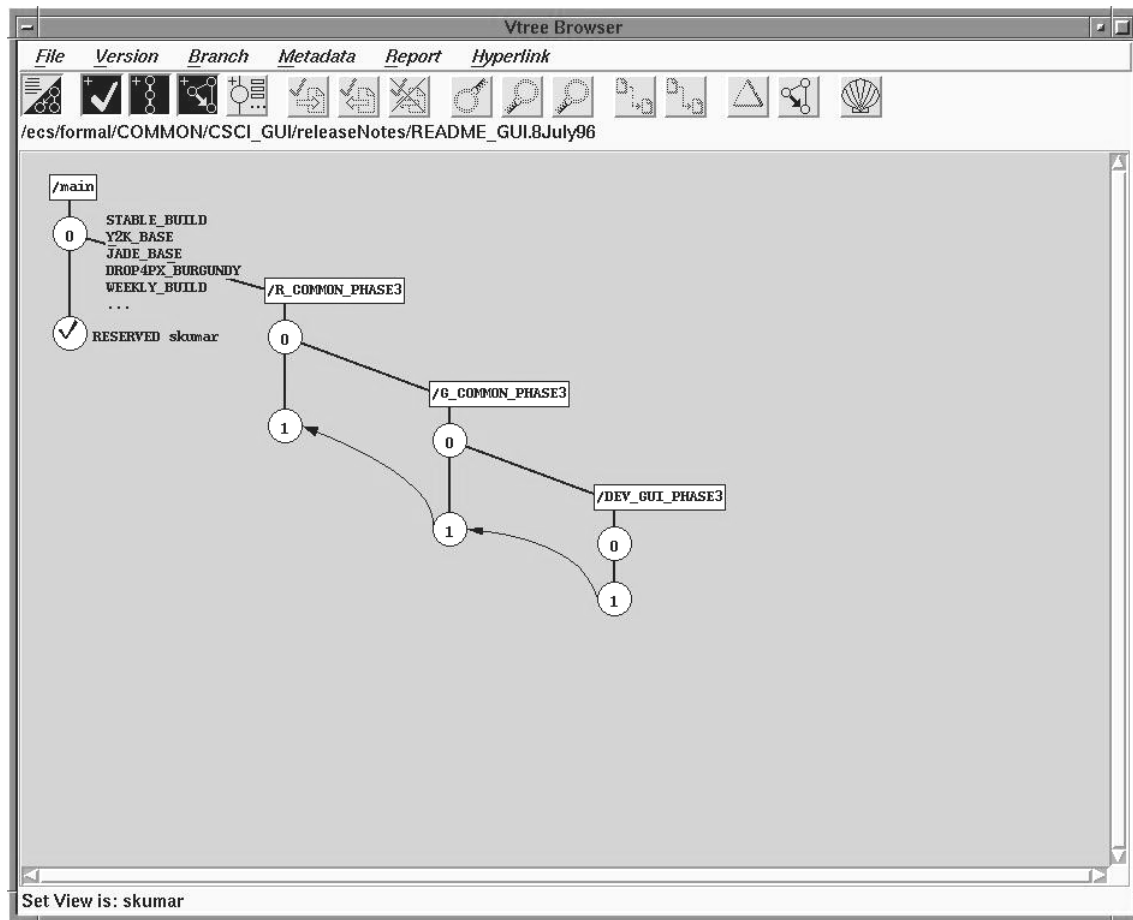 Vtree Browser
File Version Branch Metadata Report Hyperlink
/ecs/formal/COMMON/CSCI_GUI/releaseNotes/README_GUI.8July96
/main
0
STABLE_BUILD
Y2K_BASE
JADE_BASE
DROP4PX_BURGUNDY
WEEKLY_BUILD
...
RESERVED skumar
/R_COMMON_PHASE3
0
1
/G_COMMON_PHASE3
0
1
/DEV_GUI_PHASE3
0
1
Set View is: skumar